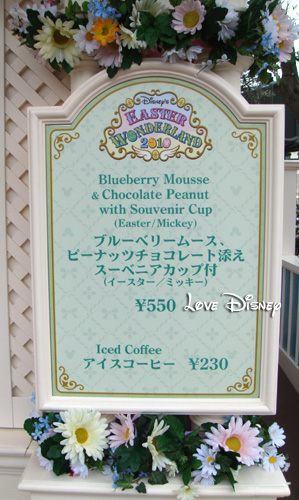 Love Disney
Disney's
EASTER
WONDERLAND
2010
Blueberry Mousse
& Chocolate Peanut
with Souvenir Cup
(Easter/Mickey)
ブルーベリームース、
ピーナッツチョコレート添え
スーベニアカップ付
(イースター/ミッキー)
¥550
Love Disney
Iced Coffee
アイスコーヒー ¥230